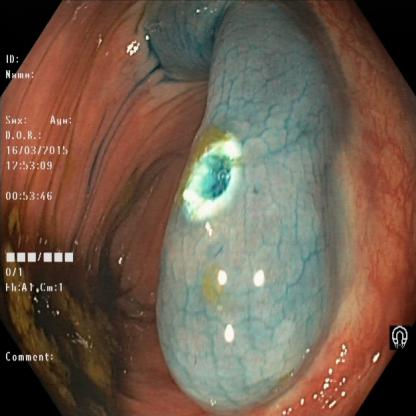 ID:
Name:
Sex: Age:
D.O.B.:
16/03/2015
12:53:09
00:53:46
■■■/■■■
0/1
Eh:A1 Cm:1
Comment: